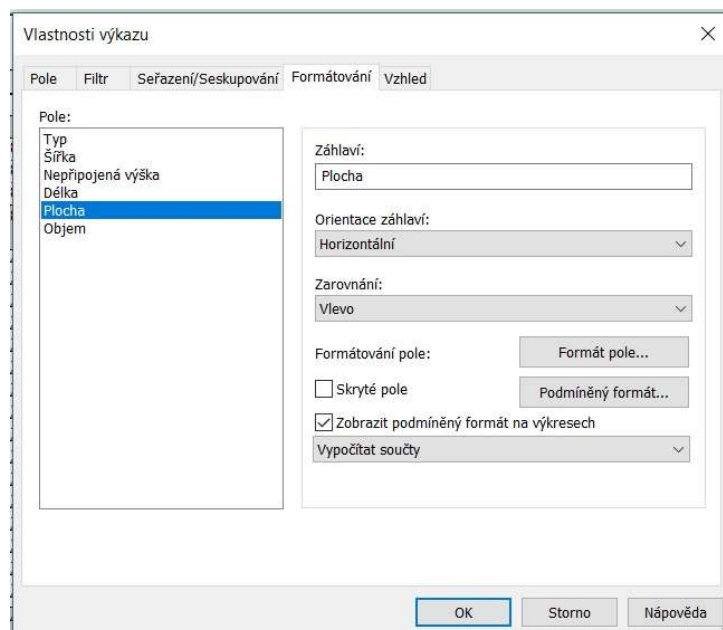 Vlastnosti výkazu
Pole Filtr Seřazení/Seskupování Formátování Vzhled
Pole:
Typ
Šířka
Nepřipojená výška
Délka
Plocha
Objem
Záhlaví:
Plocha
Orientace záhlaví:
Horizontální
Zarovnání:
Vlevo
Formátování pole: Formát pole...
Skryté pole Podmíněný formát...
Zobrazit podmíněný formát na výkresech
Vypočítat součty
OK Storno Nápověda